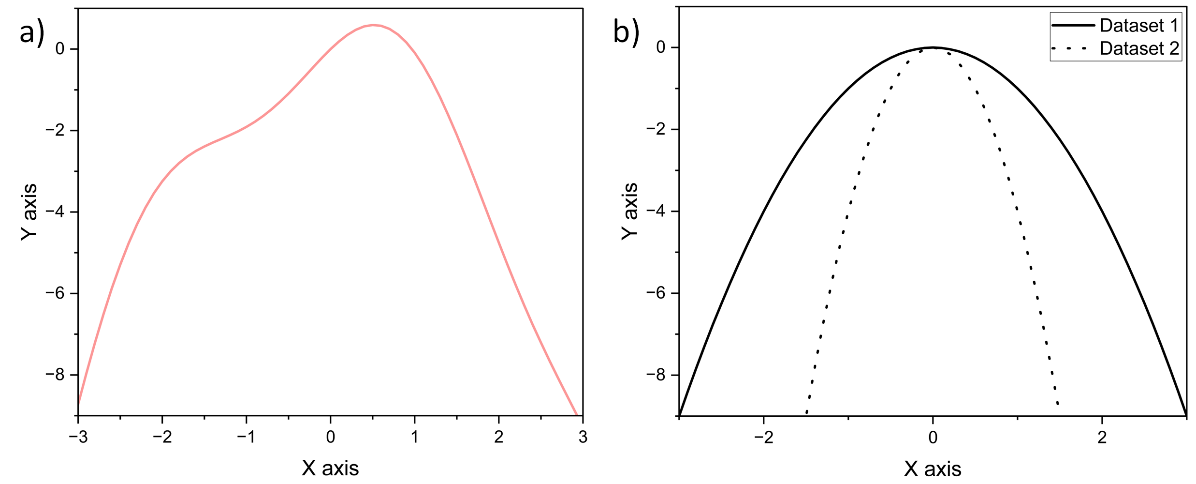 a)
0
−2
−4
−6
−8
Y axis
−3 −2 −1 0 1 2 3
X axis
b)
Dataset 1
Dataset 2
0
−2
−4
−6
−8
Y axis
−2 0 2
X axis